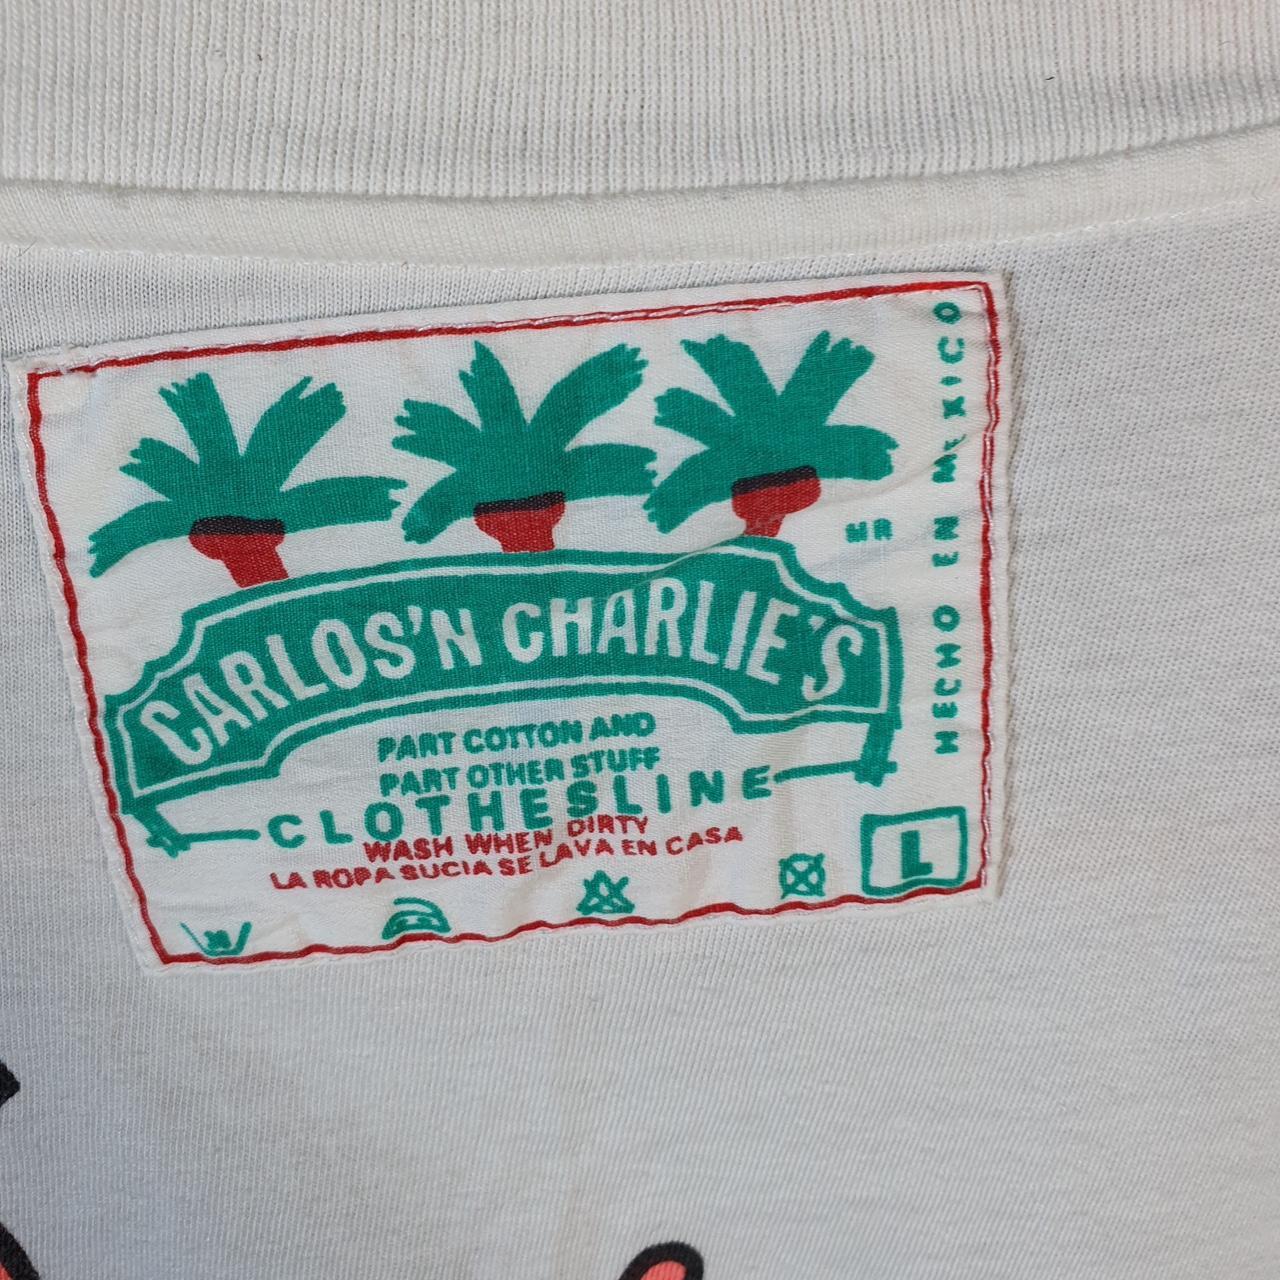 CARLOS'N CHARLIE'S
MR
PART COTTON AND
PART OTHER STUFF
CLOTHESLINE
WASH WHEN DIRTY
LA ROPA SUCIA SE LAVA EN CASA
L
HECHO EN MEXICO